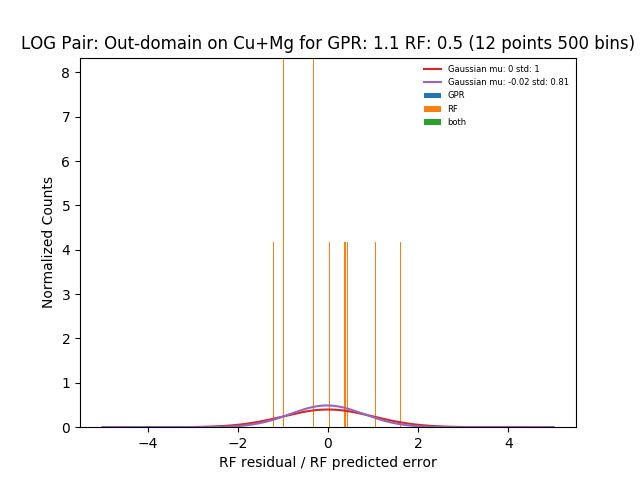 LOG Pair: Out-domain on Cu+Mg for GPR: 1.1 RF: 0.5 (12 points 500 bins)
Gaussian mu: 0 std: 1
Gaussian mu: -0.02 std: 0.81
GPR
RF
both
Normalized Counts
8
7
6
5
4
3
2
1
0
−4
−2
0
2
4
RF residual / RF predicted error